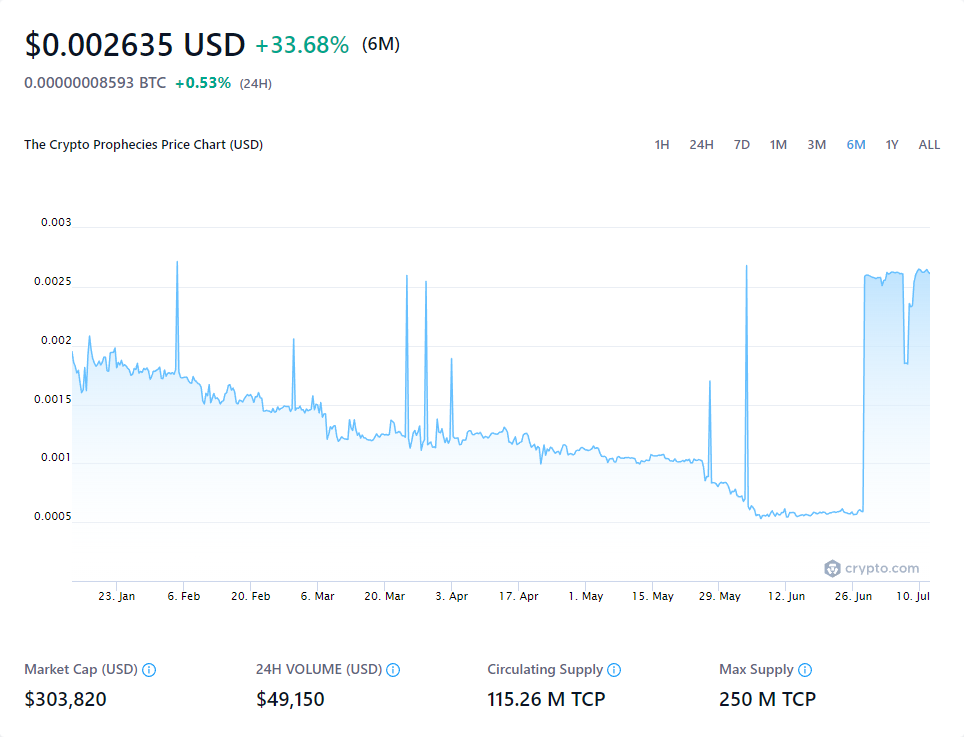 $0.002635 USD +33.68% (6M)
0.00000008593 BTC +0.53% (24H)
The Crypto Prophecies Price Chart (USD) 1H 24H 7D 1M 3M 6M 1Y ALL
0.003
0.0025
0.002
0.0015
0.001
0.0005
crypto.com
23. Jan 6. Feb 20. Feb 6. Mar 20. Mar 3. Apr 17. Apr 1. May 15. May 29. May 12. Jun 26. Jun 10. Jul
Market Cap (USD) 24H VOLUME (USD) Circulating Supply Max Supply
$303,820 $49,150 115.26 M TCP 250 M TCP